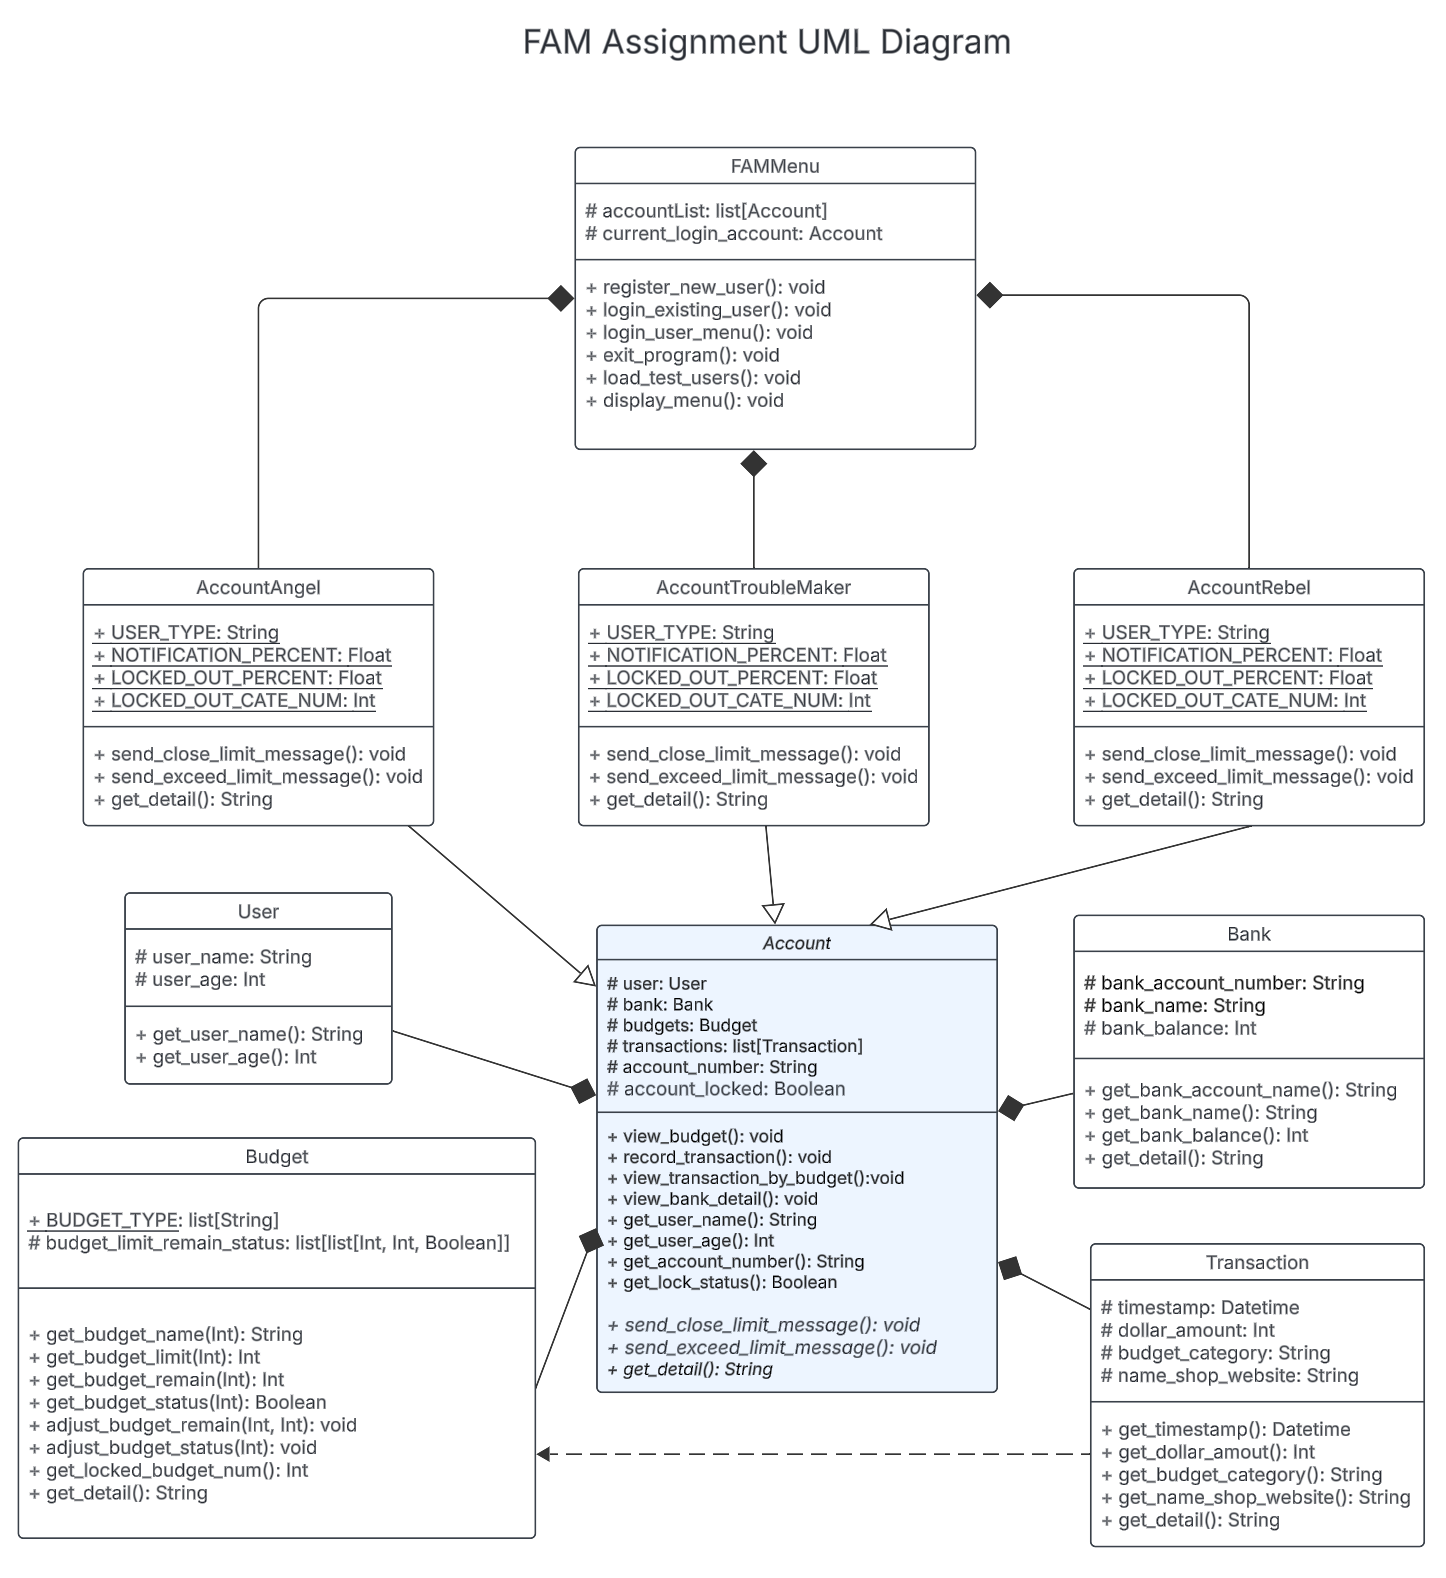 FAM Assignment UML Diagram
FAMMenu
# accountList: list[Account]
# current_login_account: Account
+ register_new_user(): void
+ login_existing_user(): void
+ login_user_menu(): void
+ exit_program(): void
+ load_test_users(): void
+ display_menu(): void
AccountAngel
+ USER_TYPE: String
+ NOTIFICATION_PERCENT: Float
+ LOCKED_OUT_PERCENT: Float
+ LOCKED_OUT_CATE_NUM: Int
+ send_close_limit_message(): void
+ send_exceed_limit_message(): void
+ get_detail(): String
AccountTroubleMaker
+ USER_TYPE: String
+ NOTIFICATION_PERCENT: Float
+ LOCKED_OUT_PERCENT: Float
+ LOCKED_OUT_CATE_NUM: Int
+ send_close_limit_message(): void
+ send_exceed_limit_message(): void
+ get_detail(): String
AccountRebel
+ USER_TYPE: String
+ NOTIFICATION_PERCENT: Float
+ LOCKED_OUT_PERCENT: Float
+ LOCKED_OUT_CATE_NUM: Int
+ send_close_limit_message(): void
+ send_exceed_limit_message(): void
+ get_detail(): String
User
# user_name: String
# user_age: Int
+ get_user_name(): String
+ get_user_age(): Int
Account
# user: User
# bank: Bank
# budgets: Budget
# transactions: list[Transaction]
# account_number: String
# account_locked: Boolean
+ view_budget(): void
+ record_transaction(): void
+ view_transaction_by_budget():void
+ view_bank_detail(): void
+ get_user_name(): String
+ get_user_age(): Int
+ get_account_number(): String
+ get_lock_status(): Boolean
+ send_close_limit_message(): void
+ send_exceed_limit_message(): void
+ get_detail(): String
Bank
# bank_account_number: String
# bank_name: String
# bank_balance: Int
+ get_bank_account_name(): String
+ get_bank_name(): String
+ get_bank_balance(): Int
+ get_detail(): String
Budget
+ BUDGET_TYPE: list[String]
# budget_limit_remain_status: list[list[Int, Int, Boolean]]
+ get_budget_name(Int): String
+ get_budget_limit(Int): Int
+ get_budget_remain(Int): Int
+ get_budget_status(Int): Boolean
+ adjust_budget_remain(Int, Int): void
+ adjust_budget_status(Int): void
+ get_locked_budget_num(): Int
+ get_detail(): String
Transaction
# timestamp: Datetime
# dollar_amount: Int
# budget_category: String
# name_shop_website: String
+ get_timestamp(): Datetime
+ get_dollar_amout(): Int
+ get_budget_category(): String
+ get_name_shop_website(): String
+ get_detail(): String